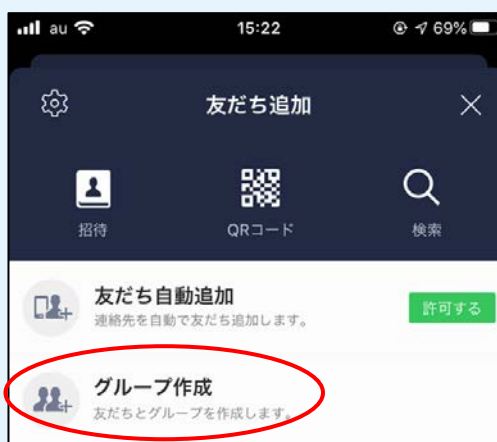 au 15:22 69%
友だち追加
招待 QRコード 検索
友だち自動追加
連絡先を自動で友だち追加します。
許可する
グループ作成
友だちとグループを作成します。